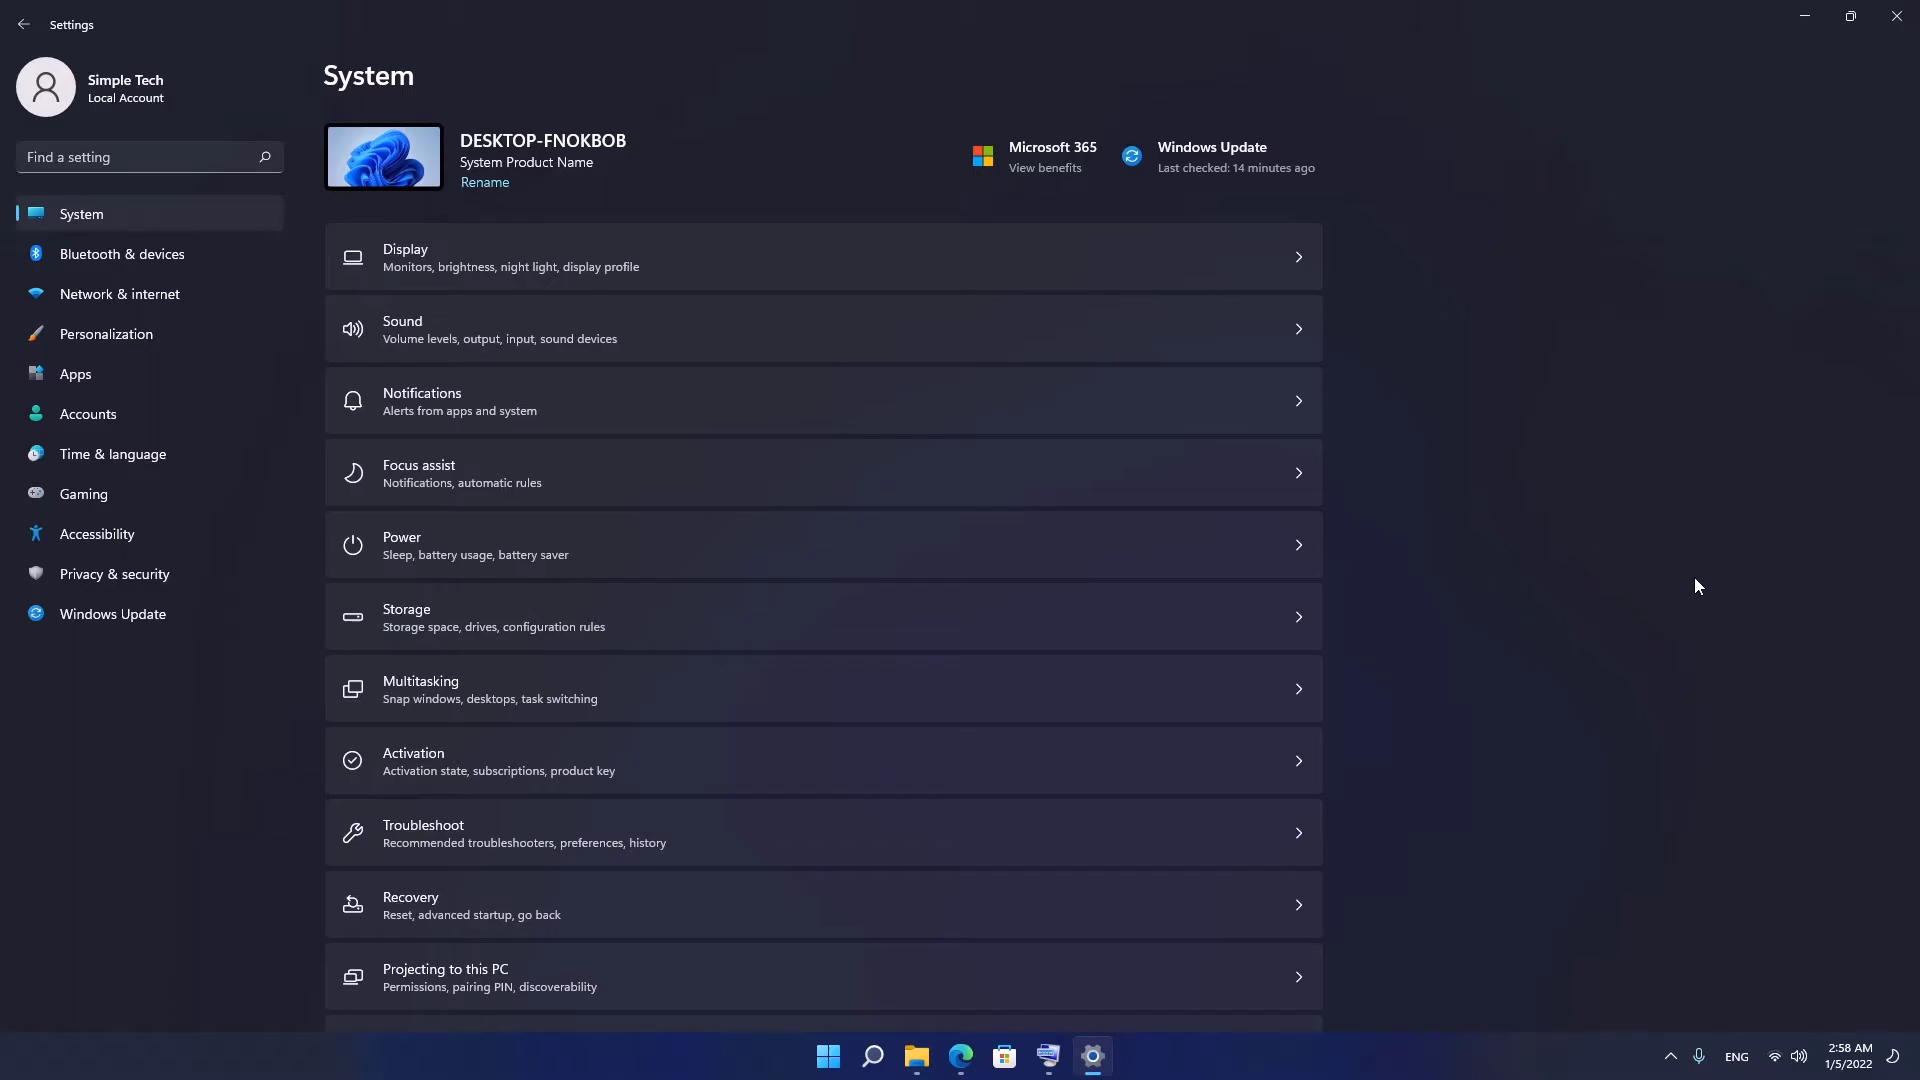 Settings
Simple Tech
Local Account
Find a setting
System
Bluetooth & devices
Network & internet
Personalization
Apps
Accounts
Time & language
Gaming
Accessibility
Privacy & security
Windows Update
System
DESKTOP-FNOKBOB
System Product Name
Rename
Microsoft 365
View benefits
Windows Update
Last checked: 14 minutes ago
Display
Monitors, brightness, night light, display profile
Sound
Volume levels, output, input, sound devices
Notifications
Alerts from apps and system
Focus assist
Notifications, automatic rules
Power
Sleep, battery usage, battery saver
Storage
Storage space, drives, configuration rules
Multitasking
Snap windows, desktops, task switching
Activation
Activation state, subscriptions, product key
Troubleshoot
Recommended troubleshooters, preferences, history
Recovery
Reset, advanced startup, go back
Projecting to this PC
Permissions, pairing PIN, discoverability
ENG
2:58 AM
1/5/2022